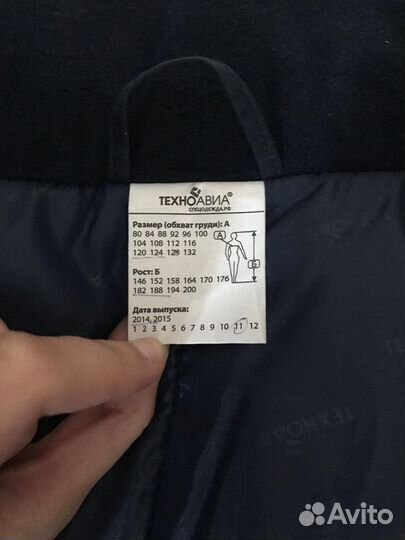 ТЕХНОАВИА®
СПЕЦОДЕЖДА.РФ
Размер (обхват груди): А
80 84 88 92 96 100
104 108 112 116
120 124 128 132
А
Б
Рост: Б
146 152 158 164 170 176
182 188 194 200
Дата выпуска:
2014, 2015
1 2 3 4 5 6 7 8 9 10 11 12
ТЕХНОАВ
Avito